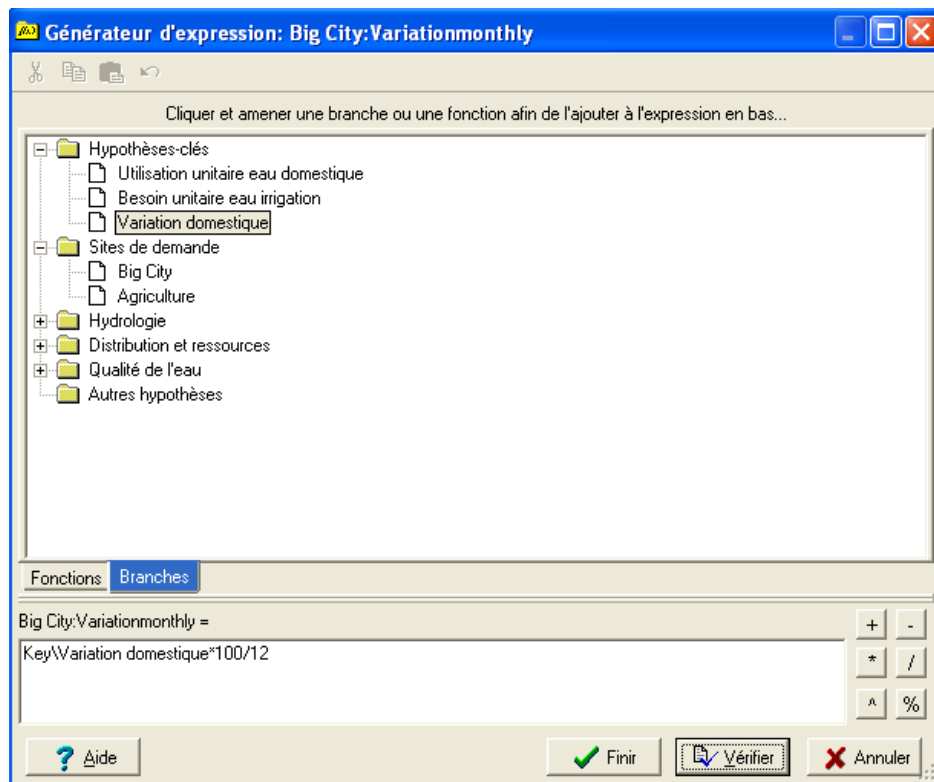 Générateur d'expression: Big City:Variationmonthly
Cliquer et amener une branche ou une fonction afin de l'ajouter à l'expression en bas...
Hypothèses-clés
Utilisation unitaire eau domestique
Besoin unitaire eau irrigation
Variation domestique
Sites de demande
Big City
Agriculture
Hydrologie
Distribution et ressources
Qualité de l'eau
Autres hypothèses
Fonctions Branches
Big City:Variationmonthly =
+ -
Key\Variation domestique*100/12
* /
^ %
? Aide Finir Vérifier Annuler